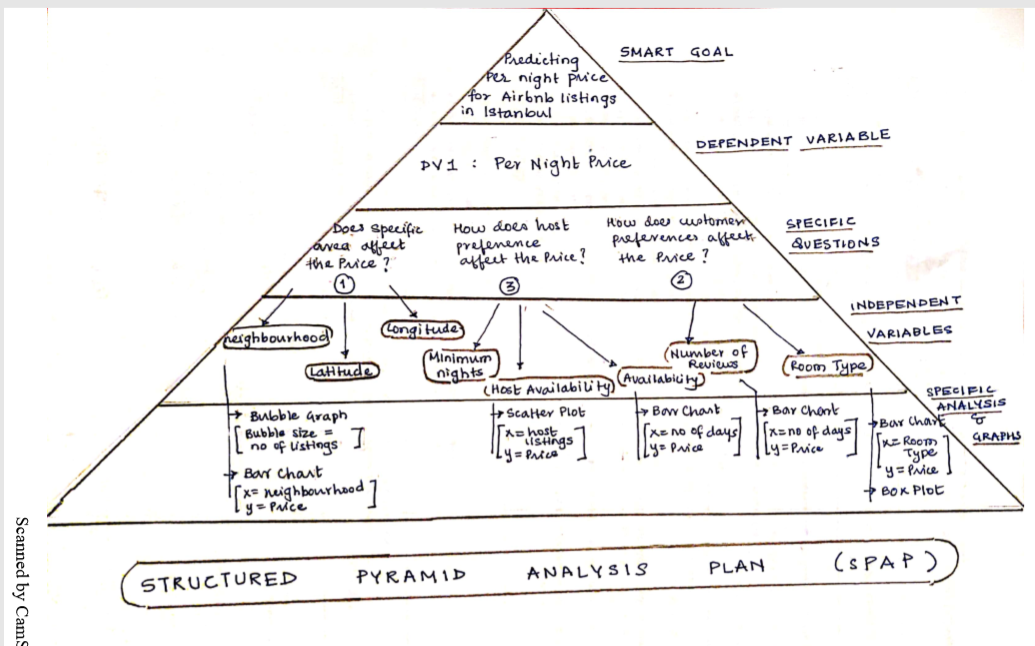 SMART GOAL
Predicting
Per night price
for Airbnb listings
in Istanbul
DEPENDENT VARIABLE
DV1 : Per Night Price
SPECIFIC
QUESTIONS
Does specific
area affect
the Price ?
1
How does host
prefenence
affect the Price ?
3
How does customer
preferences affect
the Price ?
2
INDEPENDENT
VARIABLES
neighbourhood
Latitude
Longitude
Minimum
nights
(Host Availability)
Availability
Number of
Reviews
Room Type
SPECIFIC
ANALYSIS
&
GRAPHS
Bubble Graph
[Bubble size =
no of listings]
Bar Chart
[x= neighbourhood
y = Price]
Scatter Plot
[x= host
listings
y= Price]
Bar Chart
[x= no of days
y= Price]
Bar Chart
[x= no of days
y= Price]
Bar Chart
[x= Room
Type
y= Price]
Box Plot
STRUCTURED PYRAMID ANALYSIS PLAN (SPAP)
Scanned by CamS